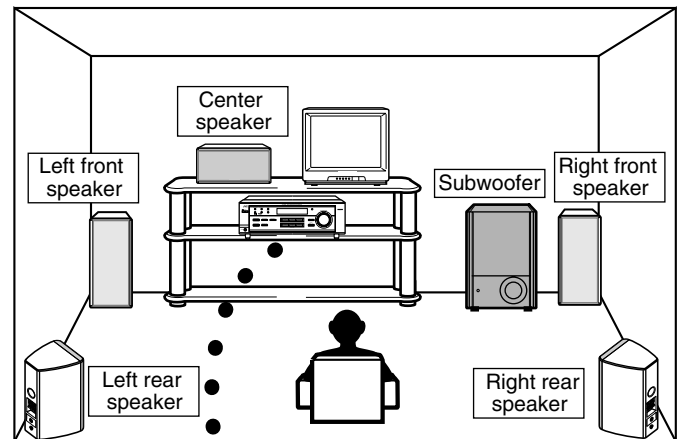 Center
speaker
Left front
speaker
Subwoofer
Right front
speaker
Left rear
speaker
Right rear
speaker